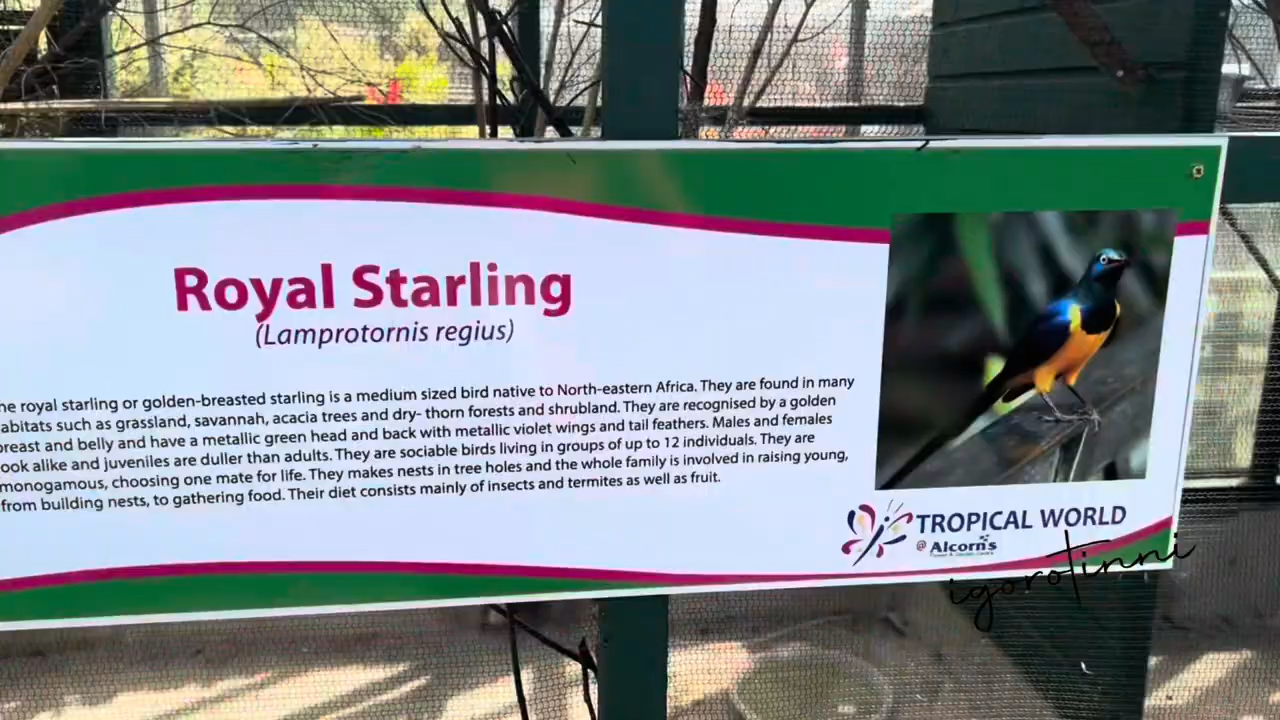 Royal Starling
(Lamprotornis regius)
he royal starling or golden-breasted starling is a medium sized bird native to North-eastern Africa. They are found in many
abitats such as grassland, savannah, acacia trees and dry- thorn forests and shrubland. They are recognised by a golden
breast and belly and have a metallic green head and back with metallic violet wings and tail feathers. Males and females
ook alike and juveniles are duller than adults. They are sociable birds living in groups of up to 12 individuals. They are
monogamous, choosing one mate for life. They makes nests in tree holes and the whole family is involved in raising young,
from building nests, to gathering food. Their diet consists mainly of insects and termites as well as fruit.
TROPICAL WORLD
@ Alcorn's
igorotinni